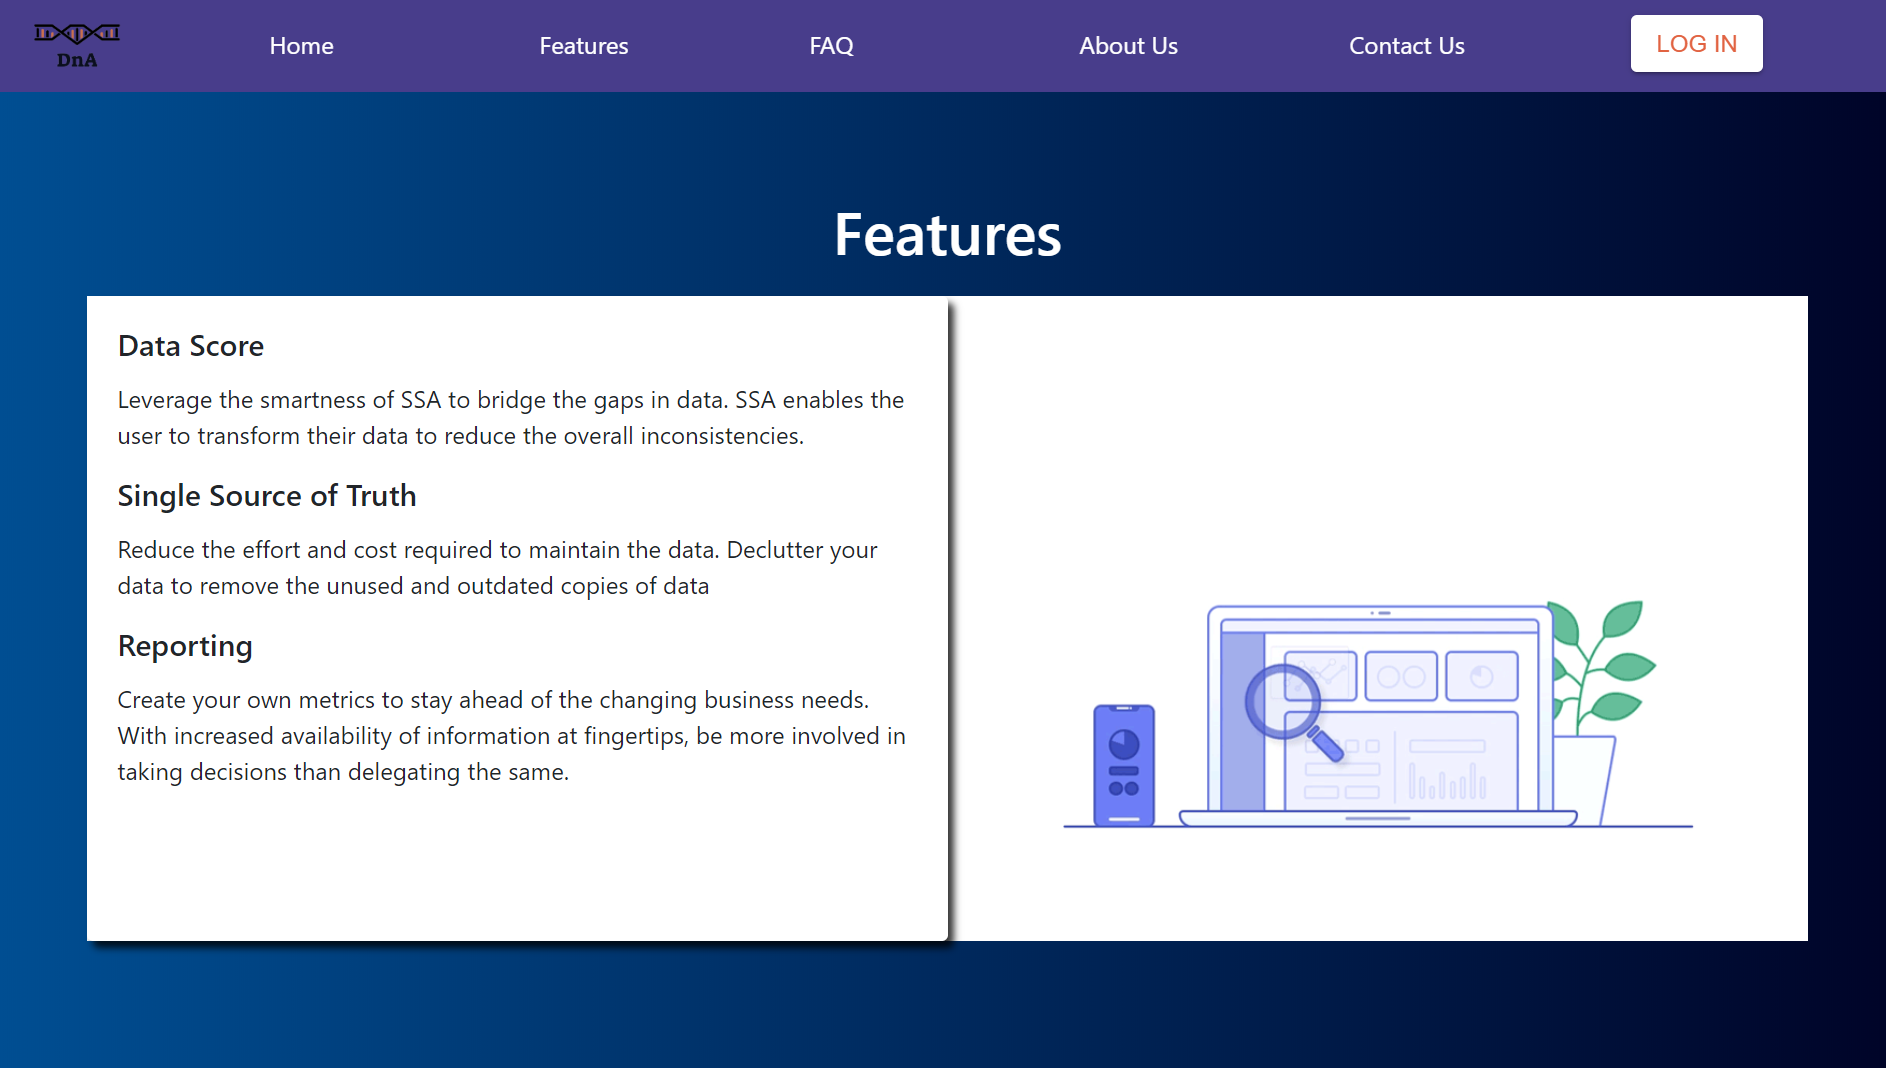 DnA
Home
Features
FAQ
About Us
Contact Us
LOG IN
Features
Data Score
Leverage the smartness of SSA to bridge the gaps in data. SSA enables the
user to transform their data to reduce the overall inconsistencies.
Single Source of Truth
Reduce the effort and cost required to maintain the data. Declutter your
data to remove the unused and outdated copies of data
Reporting
Create your own metrics to stay ahead of the changing business needs.
With increased availability of information at fingertips, be more involved in
taking decisions than delegating the same.